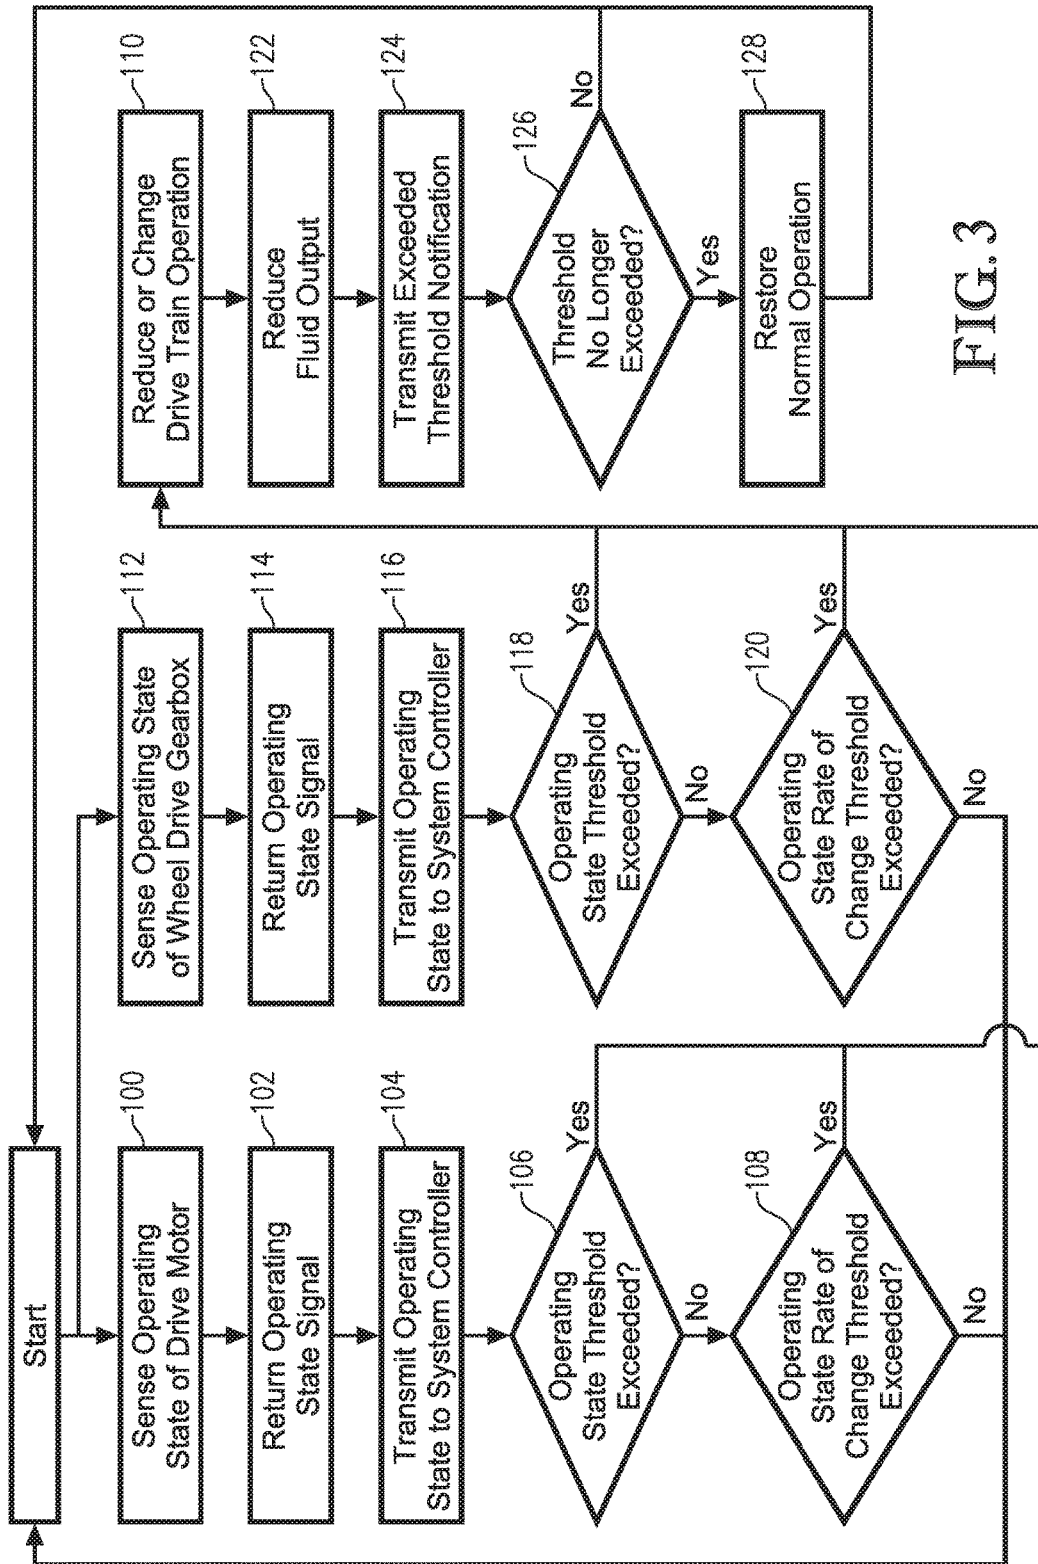 Start
Sense Operating
State of Drive Motor
100
Return Operating
State Signal
102
Transmit Operating
State to System Controller
104
Operating
State Threshold
Exceeded?
106
Yes
No
Operating
State Rate of
Change Threshold
Exceeded?
108
Yes
No
Sense Operating State
of Wheel Drive Gearbox
112
Return Operating
State Signal
114
Transmit Operating
State to System Controller
116
Operating
State Threshold
Exceeded?
118
Yes
No
Operating
State Rate of
Change Threshold
Exceeded?
120
Yes
No
Reduce or Change
Drive Train Operation
110
Reduce
Fluid Output
122
Transmit Exceeded
Threshold Notification
124
Threshold
No Longer
Exceeded?
126
No
Yes
Restore
Normal Operation
128
FIG. 3